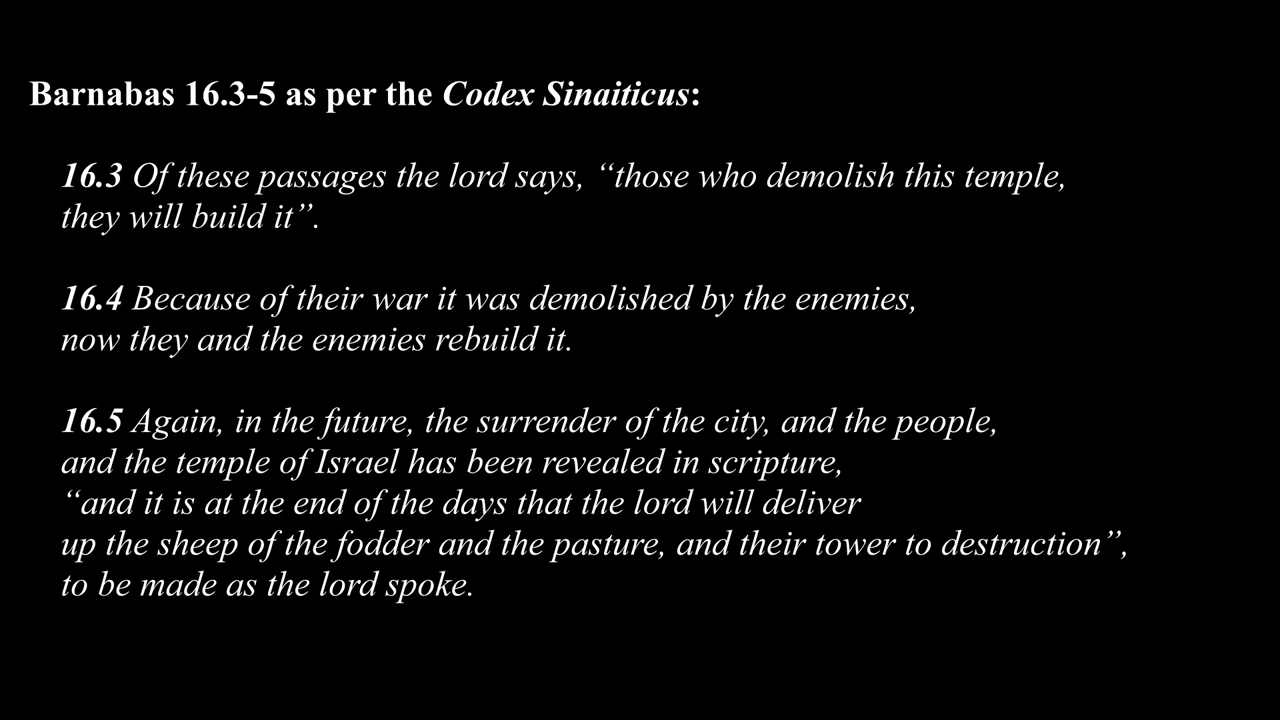 Barnabas 16.3-5 as per the Codex Sinaiticus:
16.3 Of these passages the lord says, “those who demolish this temple,
they will build it”.
16.4 Because of their war it was demolished by the enemies,
now they and the enemies rebuild it.
16.5 Again, in the future, the surrender of the city, and the people,
and the temple of Israel has been revealed in scripture,
“and it is at the end of the days that the lord will deliver
up the sheep of the fodder and the pasture, and their tower to destruction”,
to be made as the lord spoke.